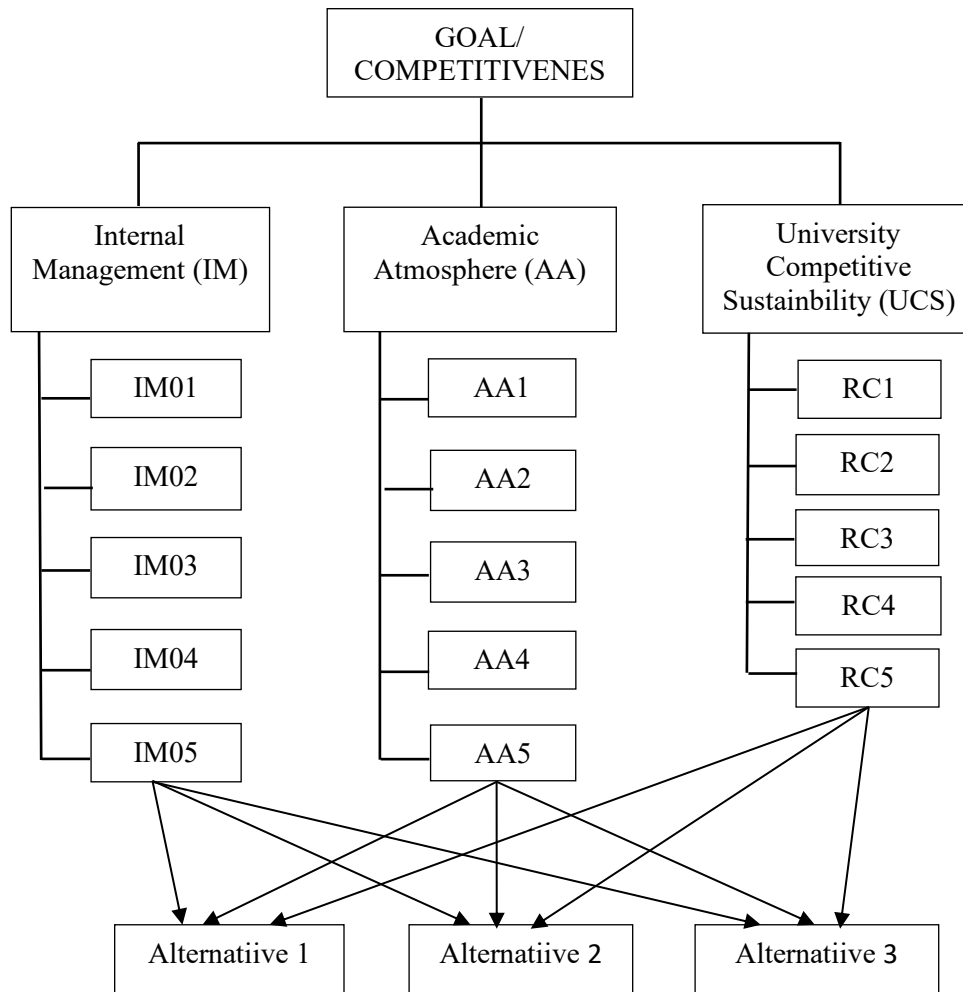 GOAL/
COMPETITIVENES
Internal
Management (IM)
Academic
Atmosphere (AA)
University
Competitive
Sustainbility (UCS)
IM01
IM02
IM03
IM04
IM05
AA1
AA2
AA3
AA4
AA5
RC1
RC2
RC3
RC4
RC5
Alternatiive 1
Alternatiive 2
Alternatiive 3